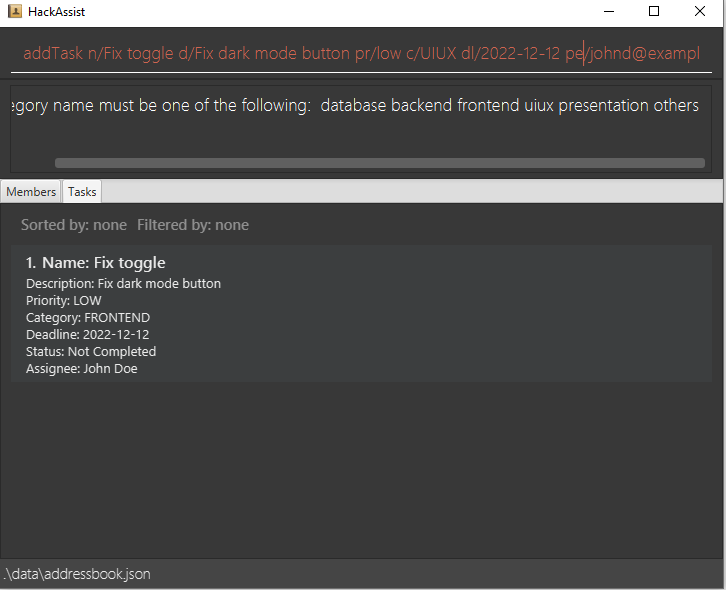 HackAssist
addTask n/Fix toggle d/Fix dark mode button pr/low c/UIUX dl/2022-12-12 pe/johnd@exampl
egory name must be one of the following: database backend frontend uiux presentation others
Members Tasks
Sorted by: none Filtered by: none
1. Name: Fix toggle
Description: Fix dark mode button
Priority: LOW
Category: FRONTEND
Deadline: 2022-12-12
Status: Not Completed
Assignee: John Doe
.\data\addressbook.json